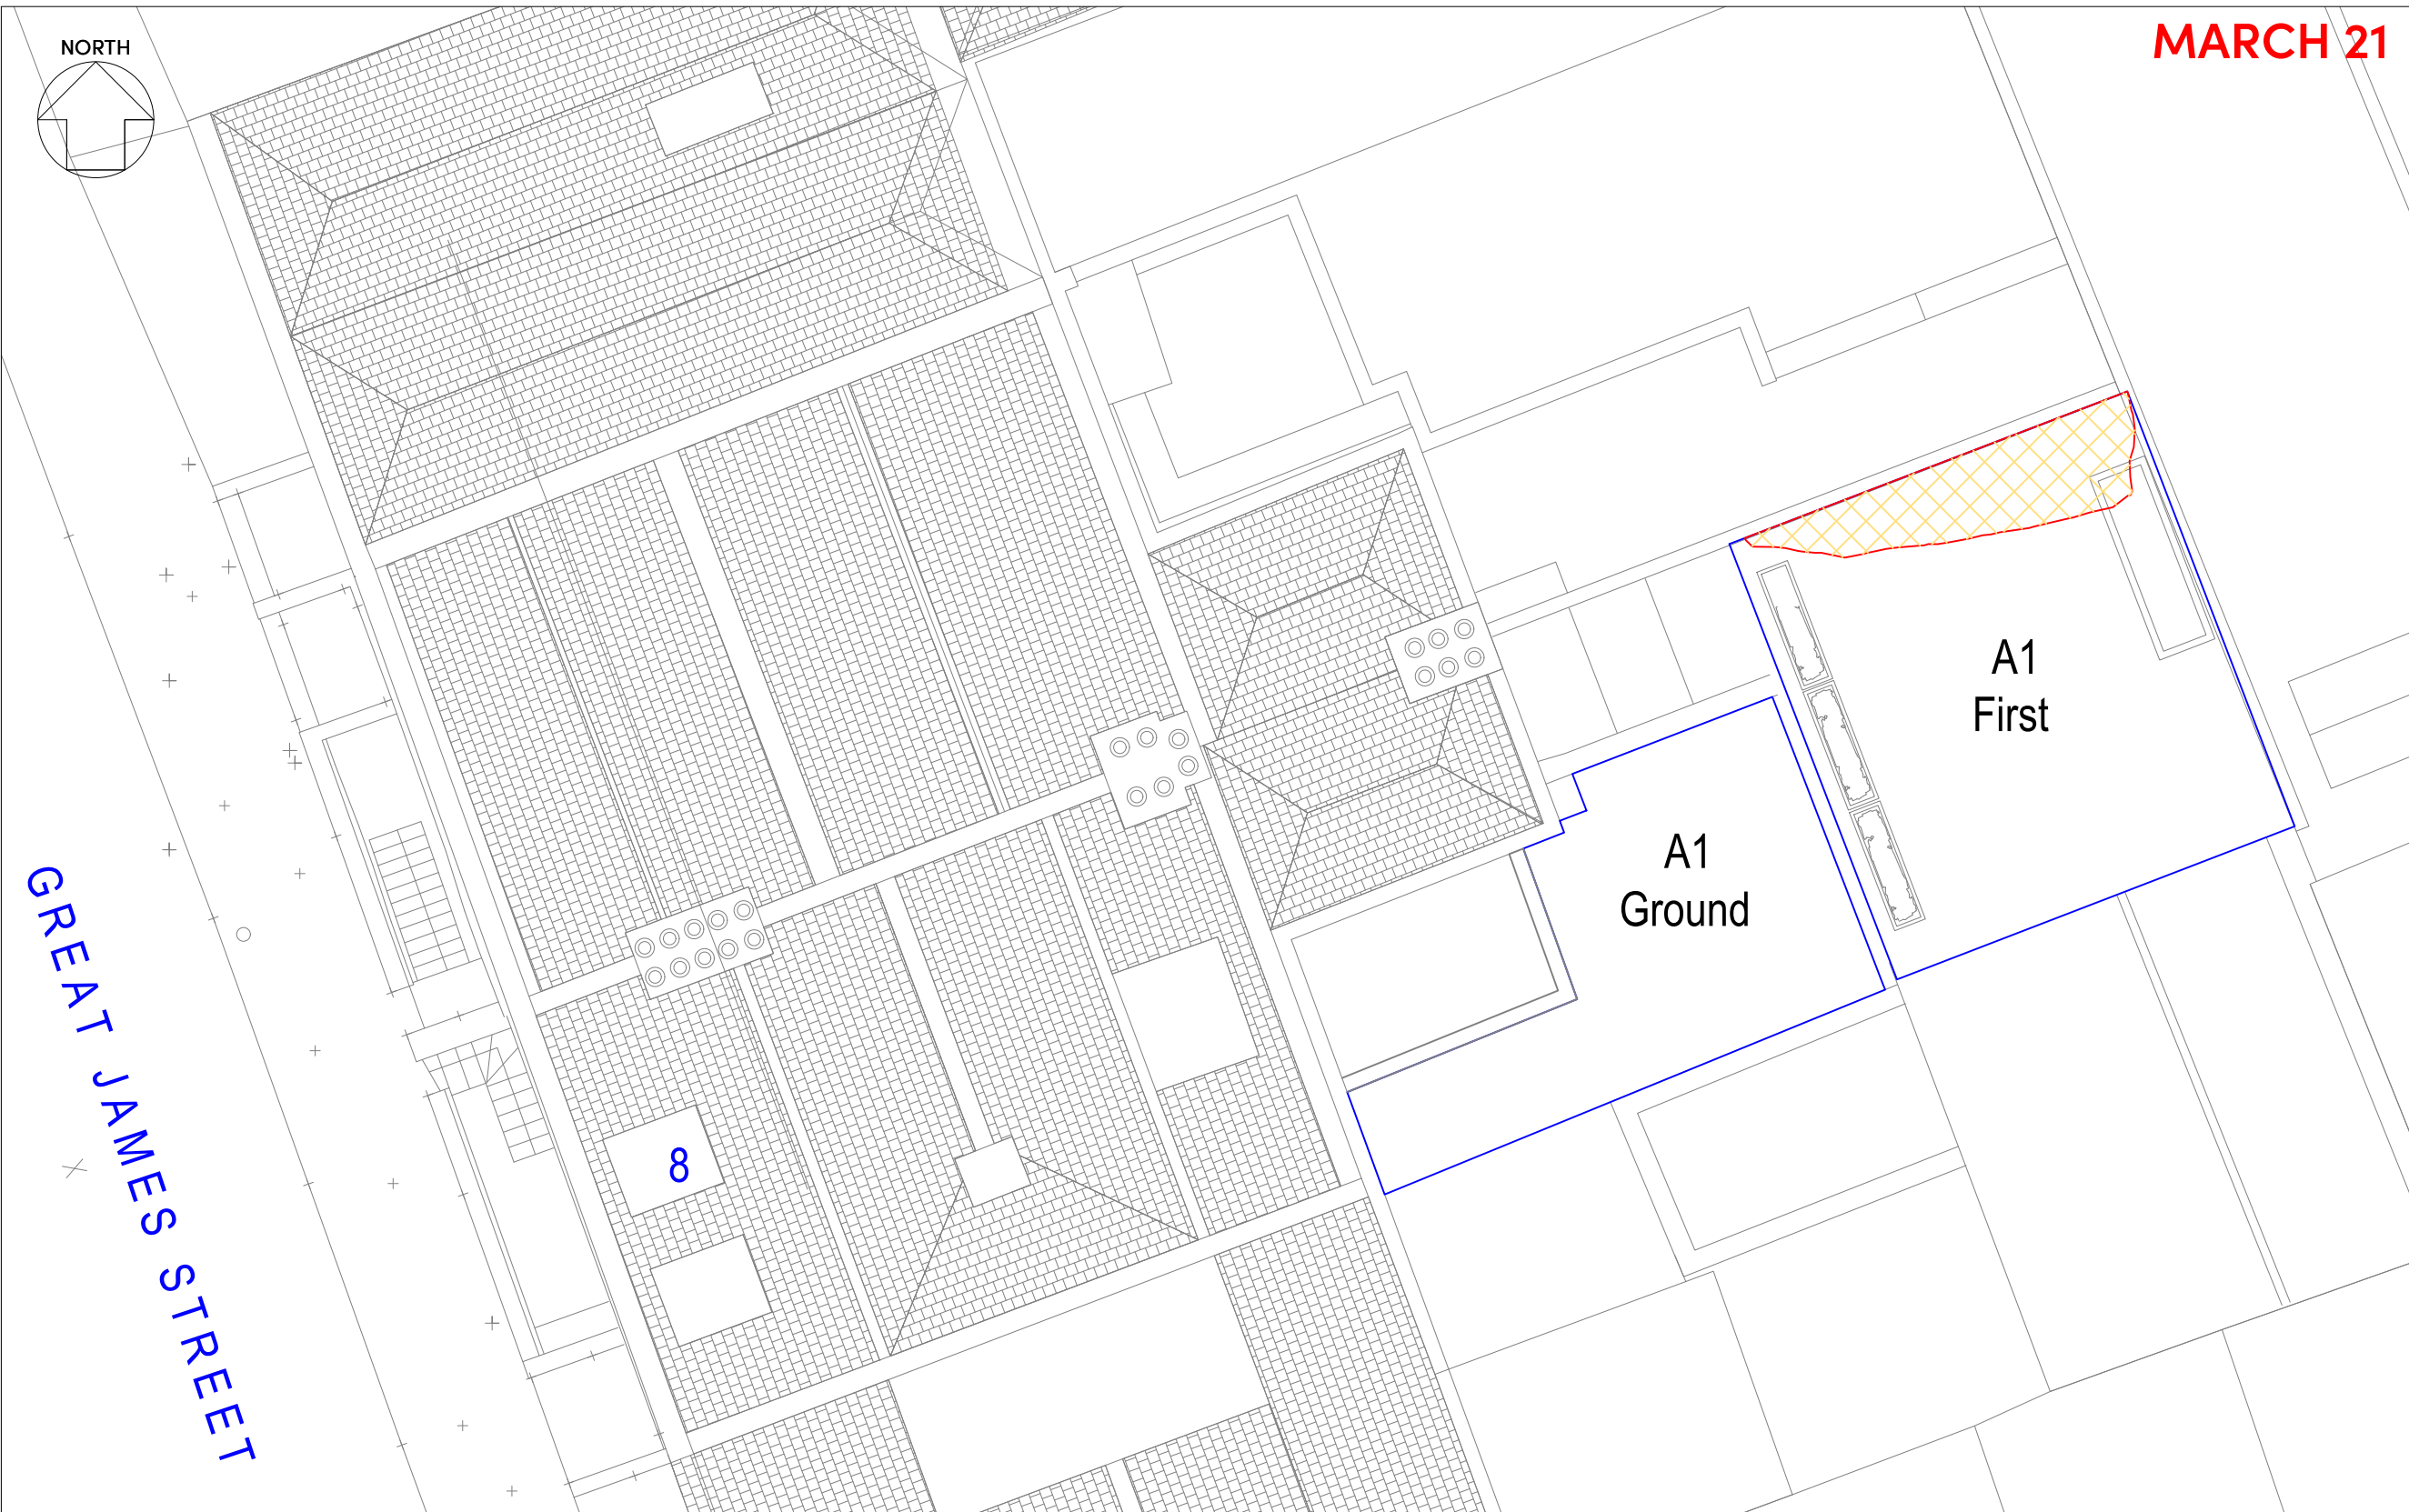 NORTH
MARCH 21
A1
First
A1
Ground
GREAT JAMES STREET
8